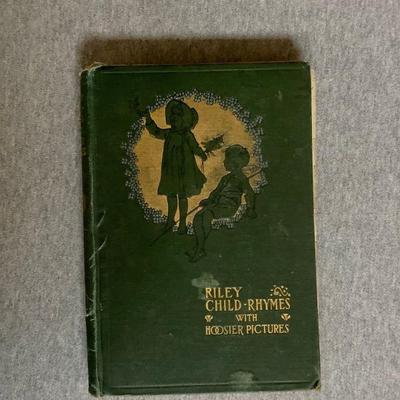 RILEY
CHILD-RHYMES
WITH
HOOSIER PICTURES